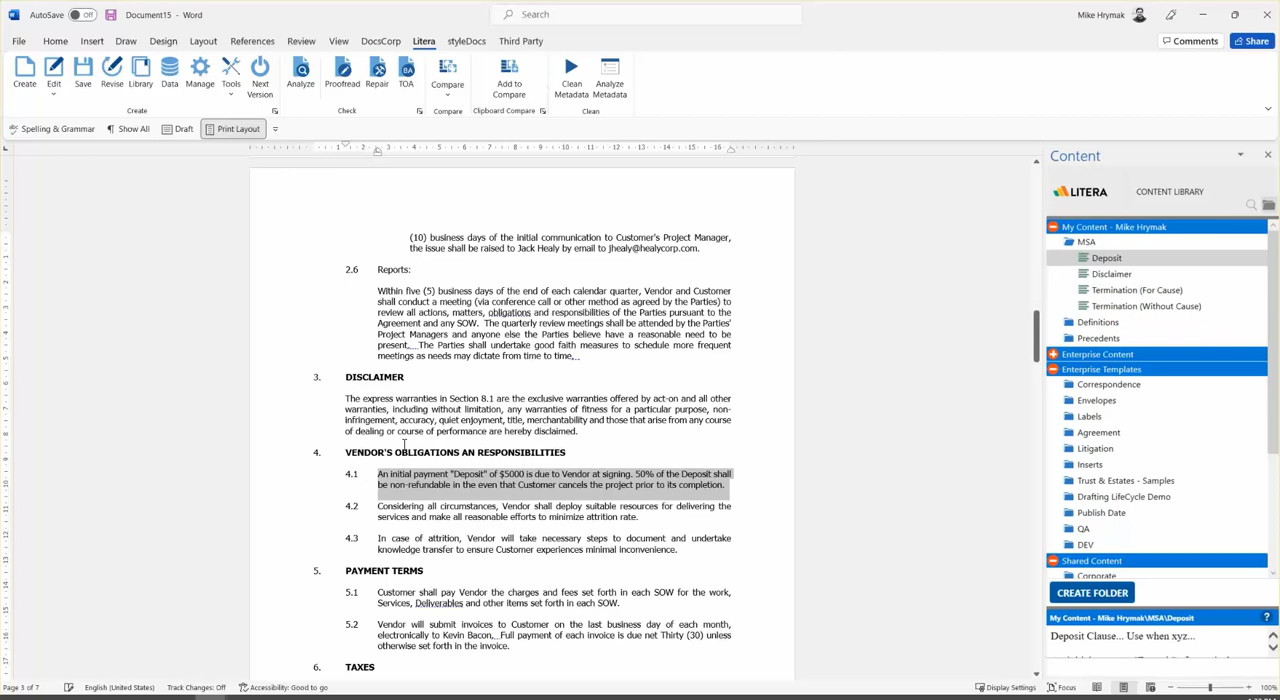 AutoSave Off Document15 - Word Search Mike Hrymak
File Home Insert Draw Design Layout References Review View DocsCorp Litera styleDocs Third Party Comments Share
Create Edit Save Revise Library Data Manage Tools Next Version Analyze Proofread Repair TOA Compare Add to Compare Clean Metadata Analyze Metadata
Create Check Compare Clipboard Compare Clean
Spelling & Grammar Show All Draft Print Layout
1 2 3 4 5 6 7 8 9 10 11 12 13 14 15 16
(10) business days of the initial communication to Customer's Project Manager,
the issue shall be raised to Jack Healy by email to jhealy@healycorp.com.
2.6 Reports:
Within five (5) business days of the end of each calendar quarter, Vendor and Customer
shall conduct a meeting (via conference call or other method as agreed by the Parties) to
review all actions, matters, obligations and responsibilities of the Parties pursuant to the
Agreement and any SOW. The quarterly review meetings shall be attended by the Parties'
Project Managers and anyone else the Parties believe have a reasonable need to be
present. The Parties shall undertake good faith measures to schedule more frequent
meetings as needs may dictate from time to time.
3. DISCLAIMER
The express warranties in Section 8.1 are the exclusive warranties offered by act-on and all other
warranties, including without limitation, any warranties of fitness for a particular purpose, non-
infringement, accuracy, quiet enjoyment, title, merchantability and those that arise from any course
of dealing or course of performance are hereby disclaimed.
4. VENDOR'S OBLIGATIONS AN RESPONSIBILITIES
4.1 An initial payment "Deposit" of $5000 is due to Vendor at signing. 50% of the Deposit shall
be non-refundable in the even that Customer cancels the project prior to its completion.
4.2 Considering all circumstances, Vendor shall deploy suitable resources for delivering the
services and make all reasonable efforts to minimize attrition rate.
4.3 In case of attrition, Vendor will take necessary steps to document and undertake
knowledge transfer to ensure Customer experiences minimal inconvenience.
5. PAYMENT TERMS
5.1 Customer shall pay Vendor the charges and fees set forth in each SOW for the work,
Services, Deliverables and other items set forth in each SOW.
5.2 Vendor will submit invoices to Customer on the last business day of each month,
electronically to Kevin Bacon. Full payment of each invoice is due net Thirty (30) unless
otherwise set forth in the invoice.
6. TAXES
Content
LITERA CONTENT LIBRARY
My Content - Mike Hrymak
MSA
Deposit
Disclaimer
Termination (For Cause)
Termination (Without Cause)
Definitions
Precedents
Enterprise Content
Enterprise Templates
Correspondence
Envelopes
Labels
Agreement
Litigation
Inserts
Trust & Estates - Samples
Drafting LifeCycle Demo
Publish Date
QA
DEV
Shared Content
Corporate
CREATE FOLDER
My Content - Mike Hrymak\MSA\Deposit ?
Deposit Clause... Use when xyz...
Page 3 of 7 English (United States) Track Changes: Off Accessibility: Good to go Display Settings Focus 100%